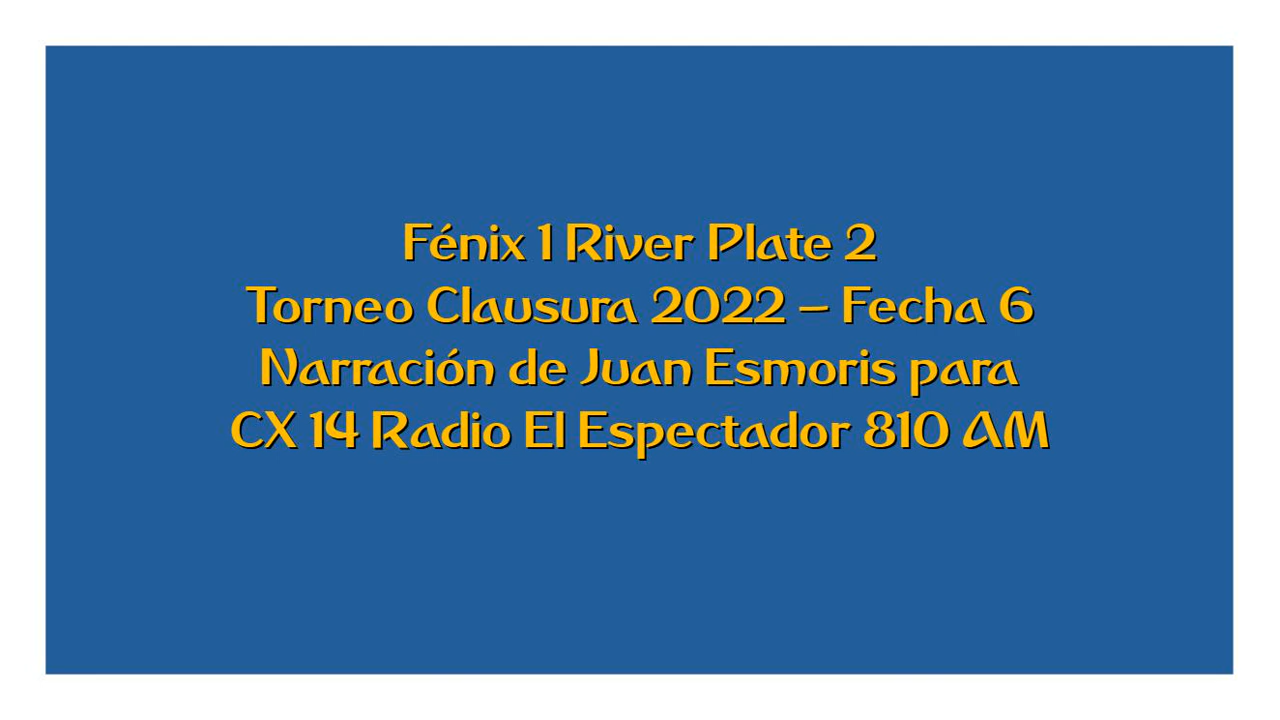 Fénix 1 River Plate 2
Torneo Clausura 2022 – Fecha 6
Narración de Juan Esmoris para
CX 14 Radio El Espectador 810 AM